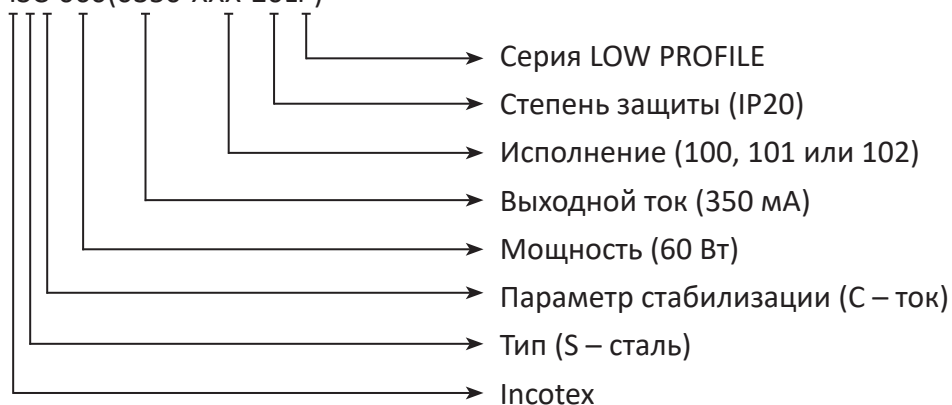 Серия LOW PROFILE
Степень защиты (IP20)
Исполнение (100, 101 или 102)
Выходной ток (350 мА)
Мощность (60 Вт)
Параметр стабилизации (С – ток)
Тип (S – сталь)
Incotex